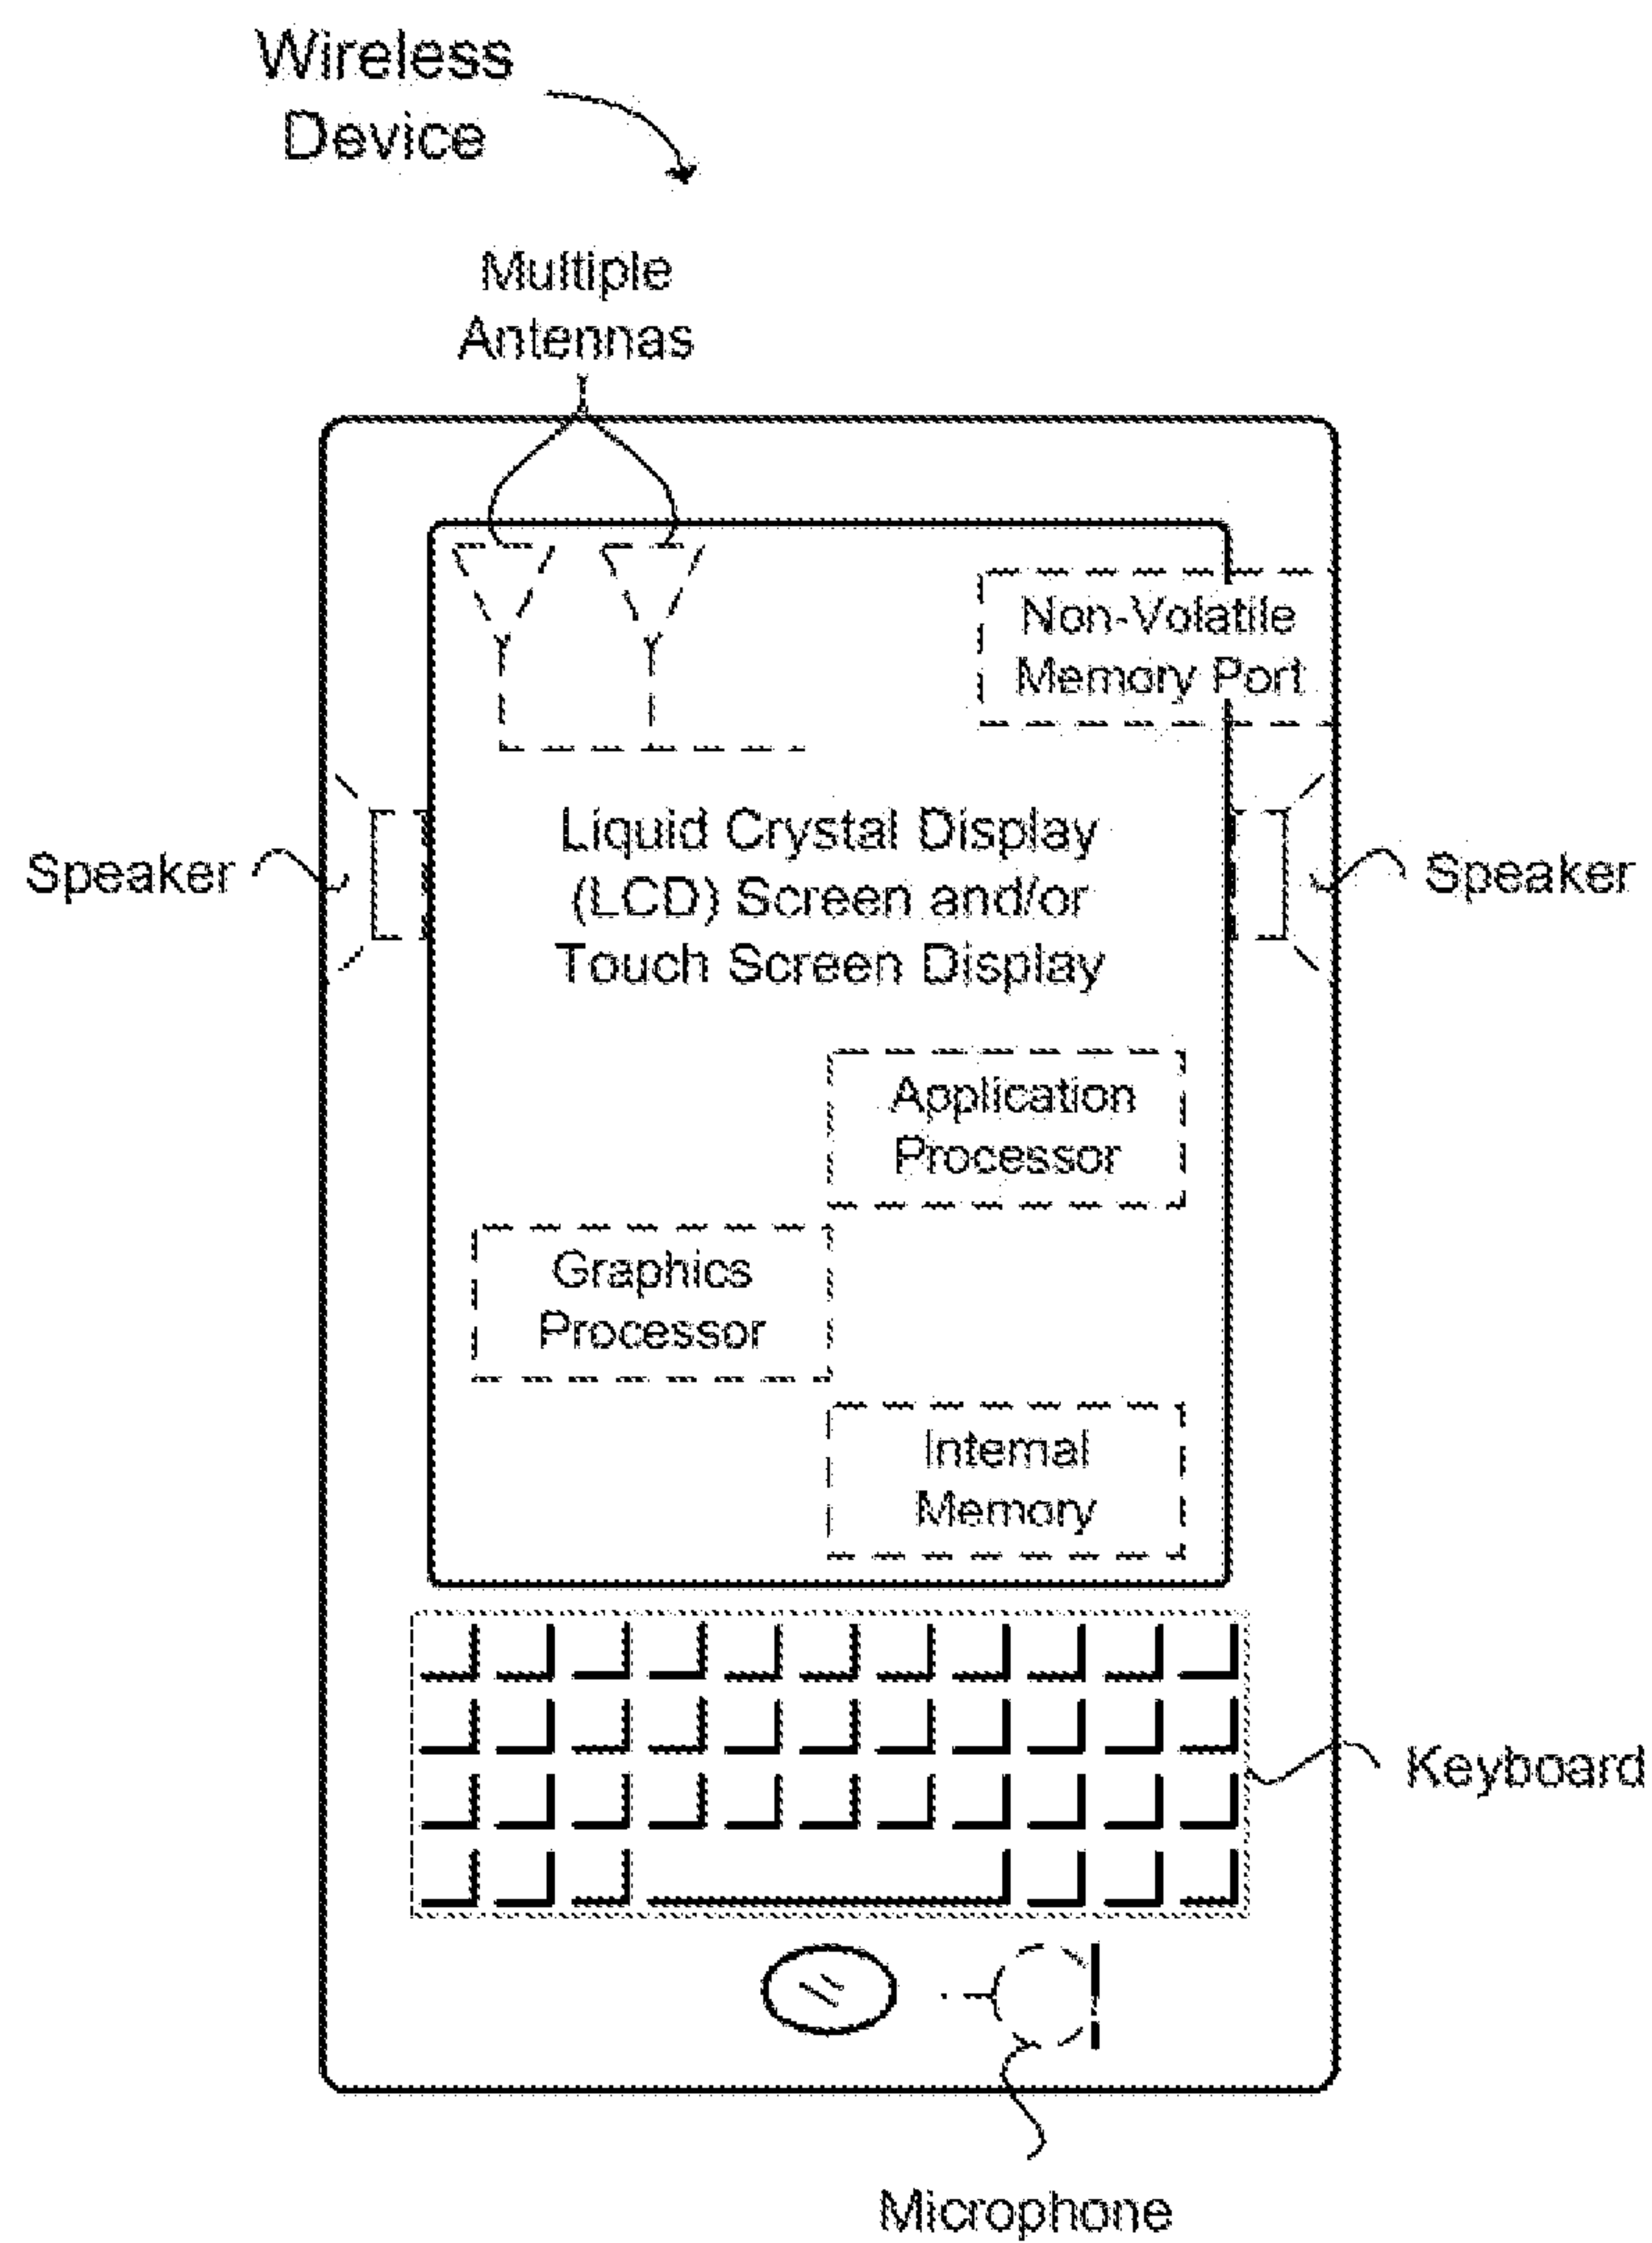 Wireless
Device
Multiple
Antennas
Non-Volatile
Memory Port
Liquid Crystal Display
(LCD) Screen and/or
Touch Screen Display
Speaker
Speaker
Application
Processor
Graphics
Processor
Internal
Memory
Keyboard
Microphone